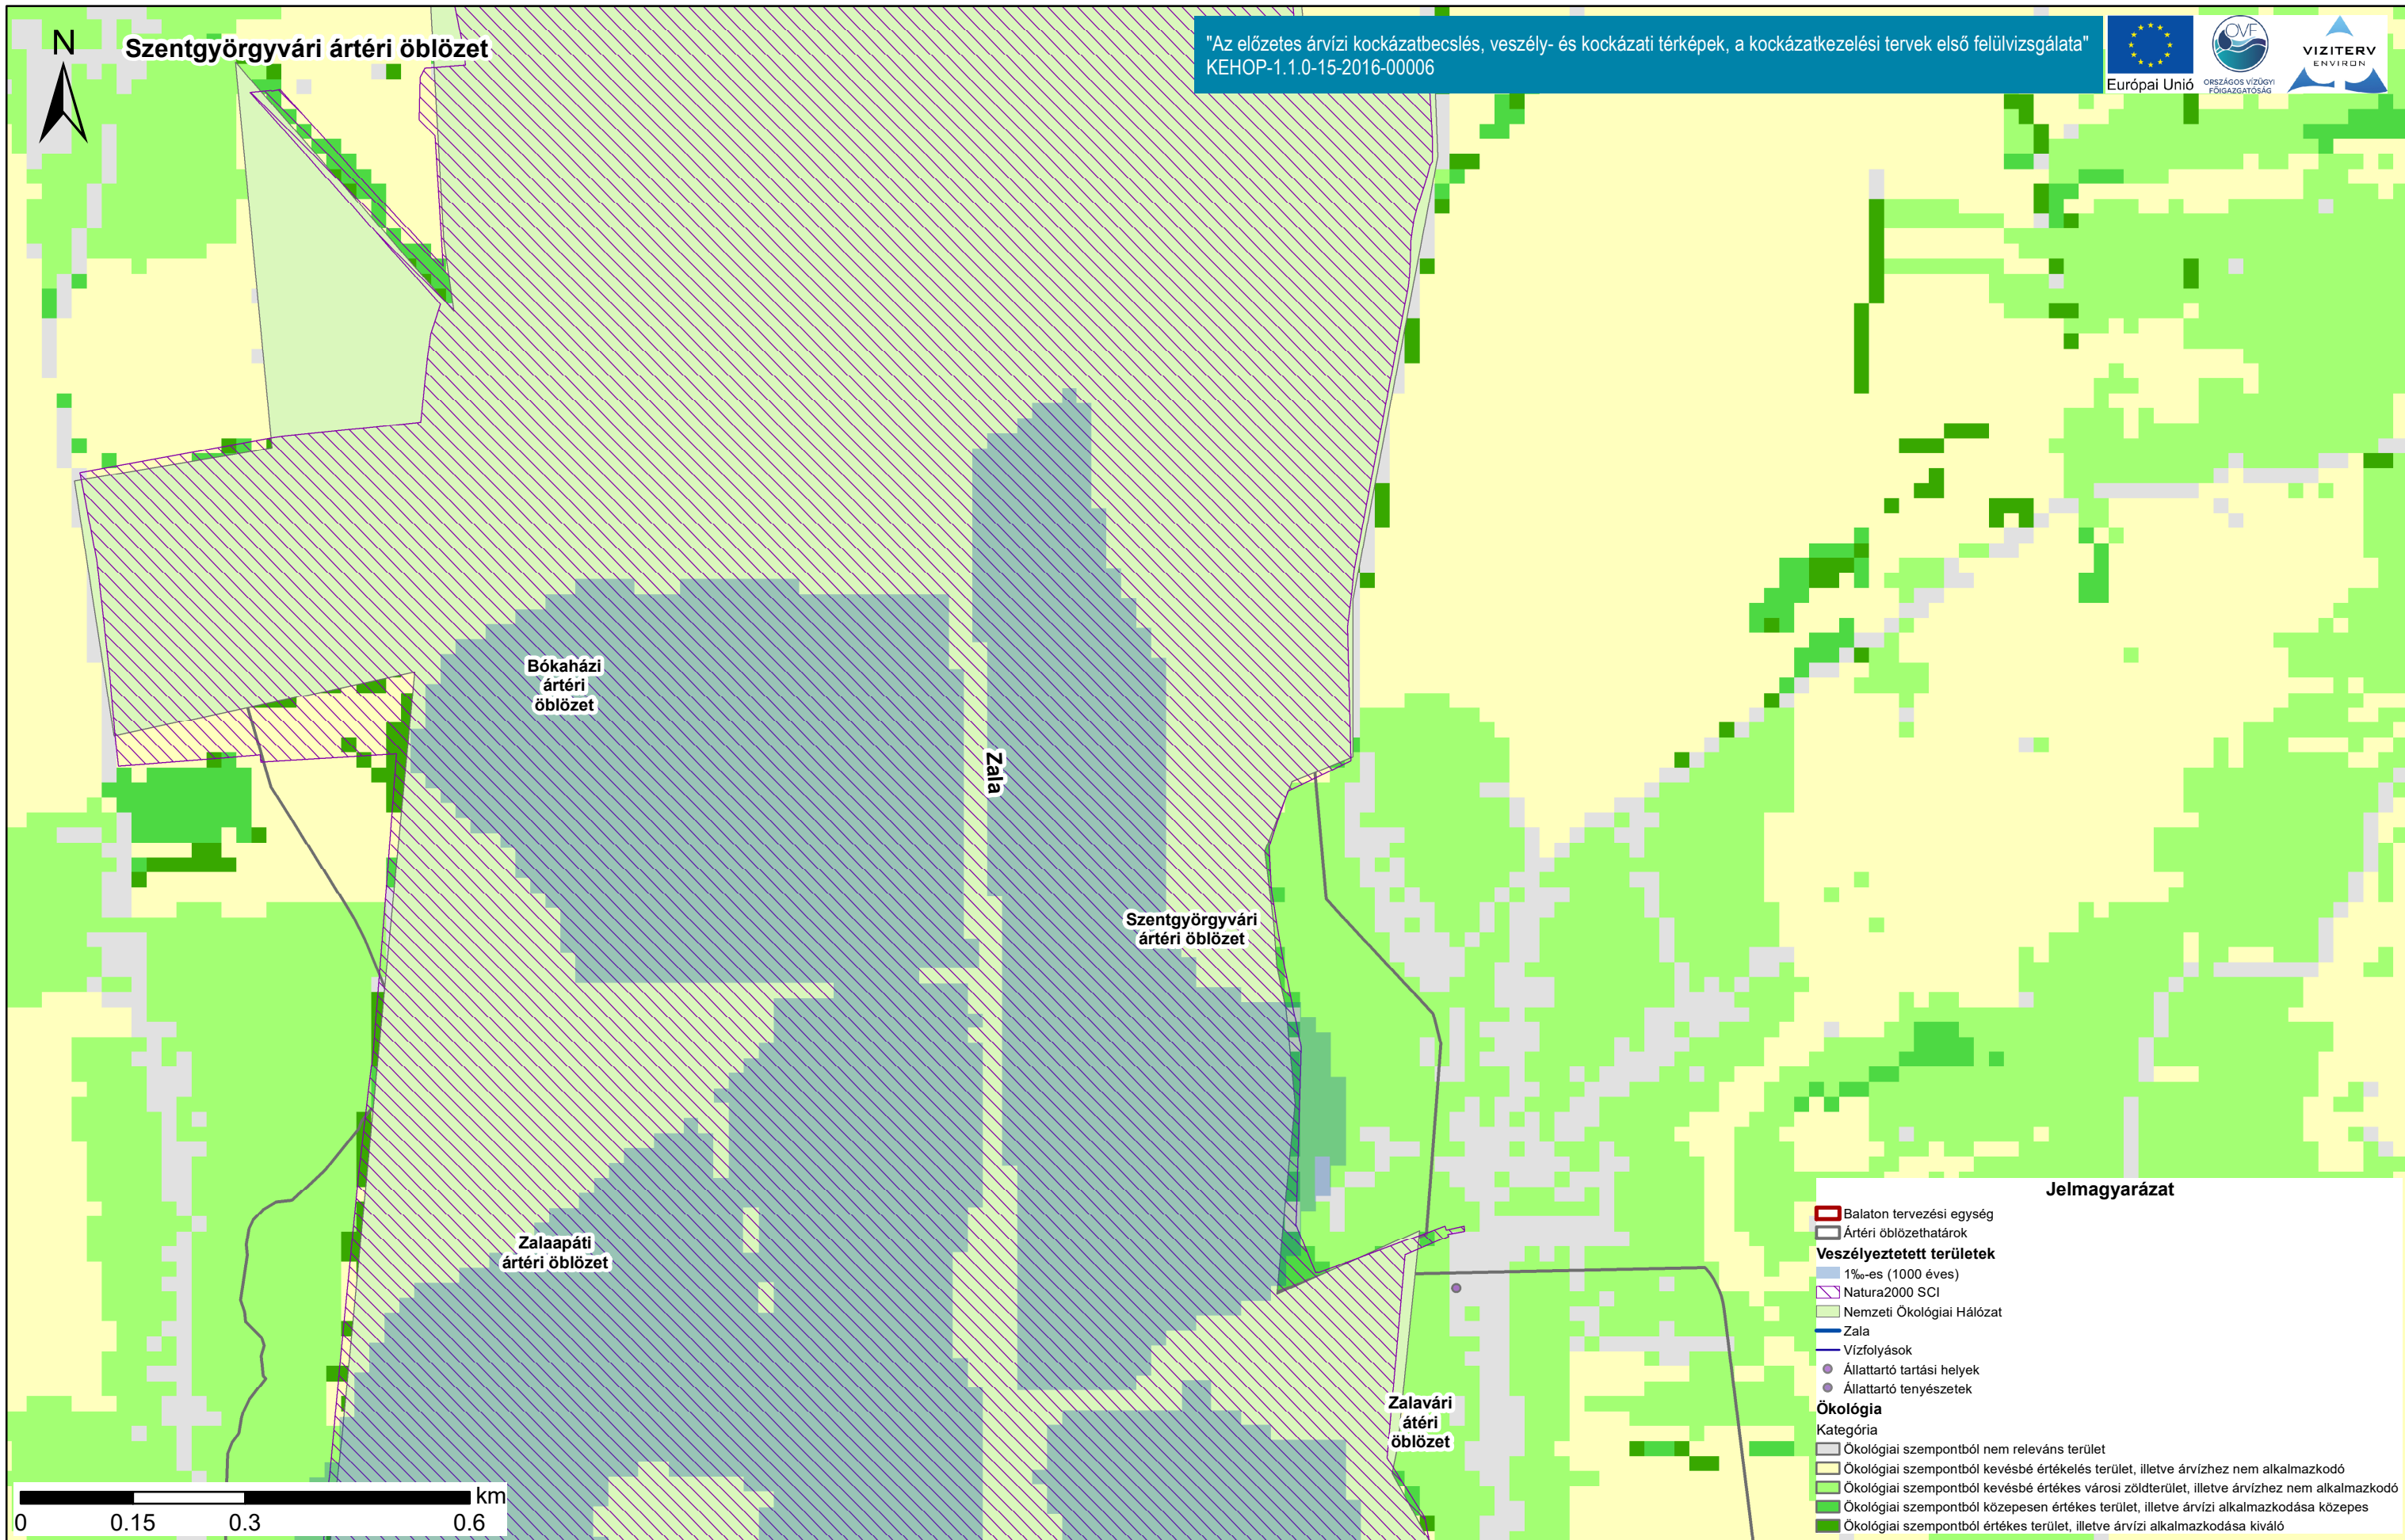 N
Szentgyörgyvári ártéri öblözet
"Az előzetes árvízi kockázatbecslés, veszély- és kockázati térképek, a kockázatkezelési tervek első felülvizsgálata"
KEHOP-1.1.0-15-2016-00006
Európai Unió
OVF
ORSZÁGOS VÍZÜGYI
FŐIGAZGATÓSÁG
VIZITERV
ENVIRON
Bókaházi
ártéri
öblözet
Zala
Szentgyörgyvári
ártéri öblözet
Zalaapáti
ártéri öblözet
Zalavári
átéri
öblözet
Jelmagyarázat
Balaton tervezési egység
Ártéri öblözethatárok
Veszélyeztetett területek
1‰-es (1000 éves)
Natura2000 SCI
Nemzeti Ökológiai Hálózat
Zala
Vízfolyások
Állattartó tartási helyek
Állattartó tenyészetek
Ökológia
Kategória
Ökológiai szempontból nem releváns terület
Ökológiai szempontból kevésbé értékelés terület, illetve árvízhez nem alkalmazkodó
Ökológiai szempontból kevésbé értékes városi zöldterület, illetve árvízhez nem alkalmazkodó
Ökológiai szempontból közepesen értékes terület, illetve árvízi alkalmazkodása közepes
Ökológiai szempontból értékes terület, illetve árvízi alkalmazkodása kiváló
km
0 0.15 0.3 0.6